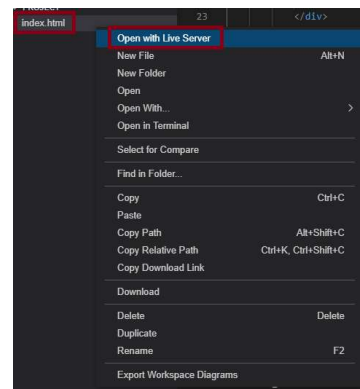 PROJECT
index.html
23 </div>
Open with Live Server
New File Alt+N
New Folder
Open
Open With... >
Open in Terminal
Select for Compare
Find in Folder...
Copy Ctrl+C
Paste
Copy Path Alt+Shift+C
Copy Relative Path Ctrl+K, Ctrl+Shift+C
Copy Download Link
Download
Delete Delete
Duplicate
Rename F2
Export Workspace Diagrams